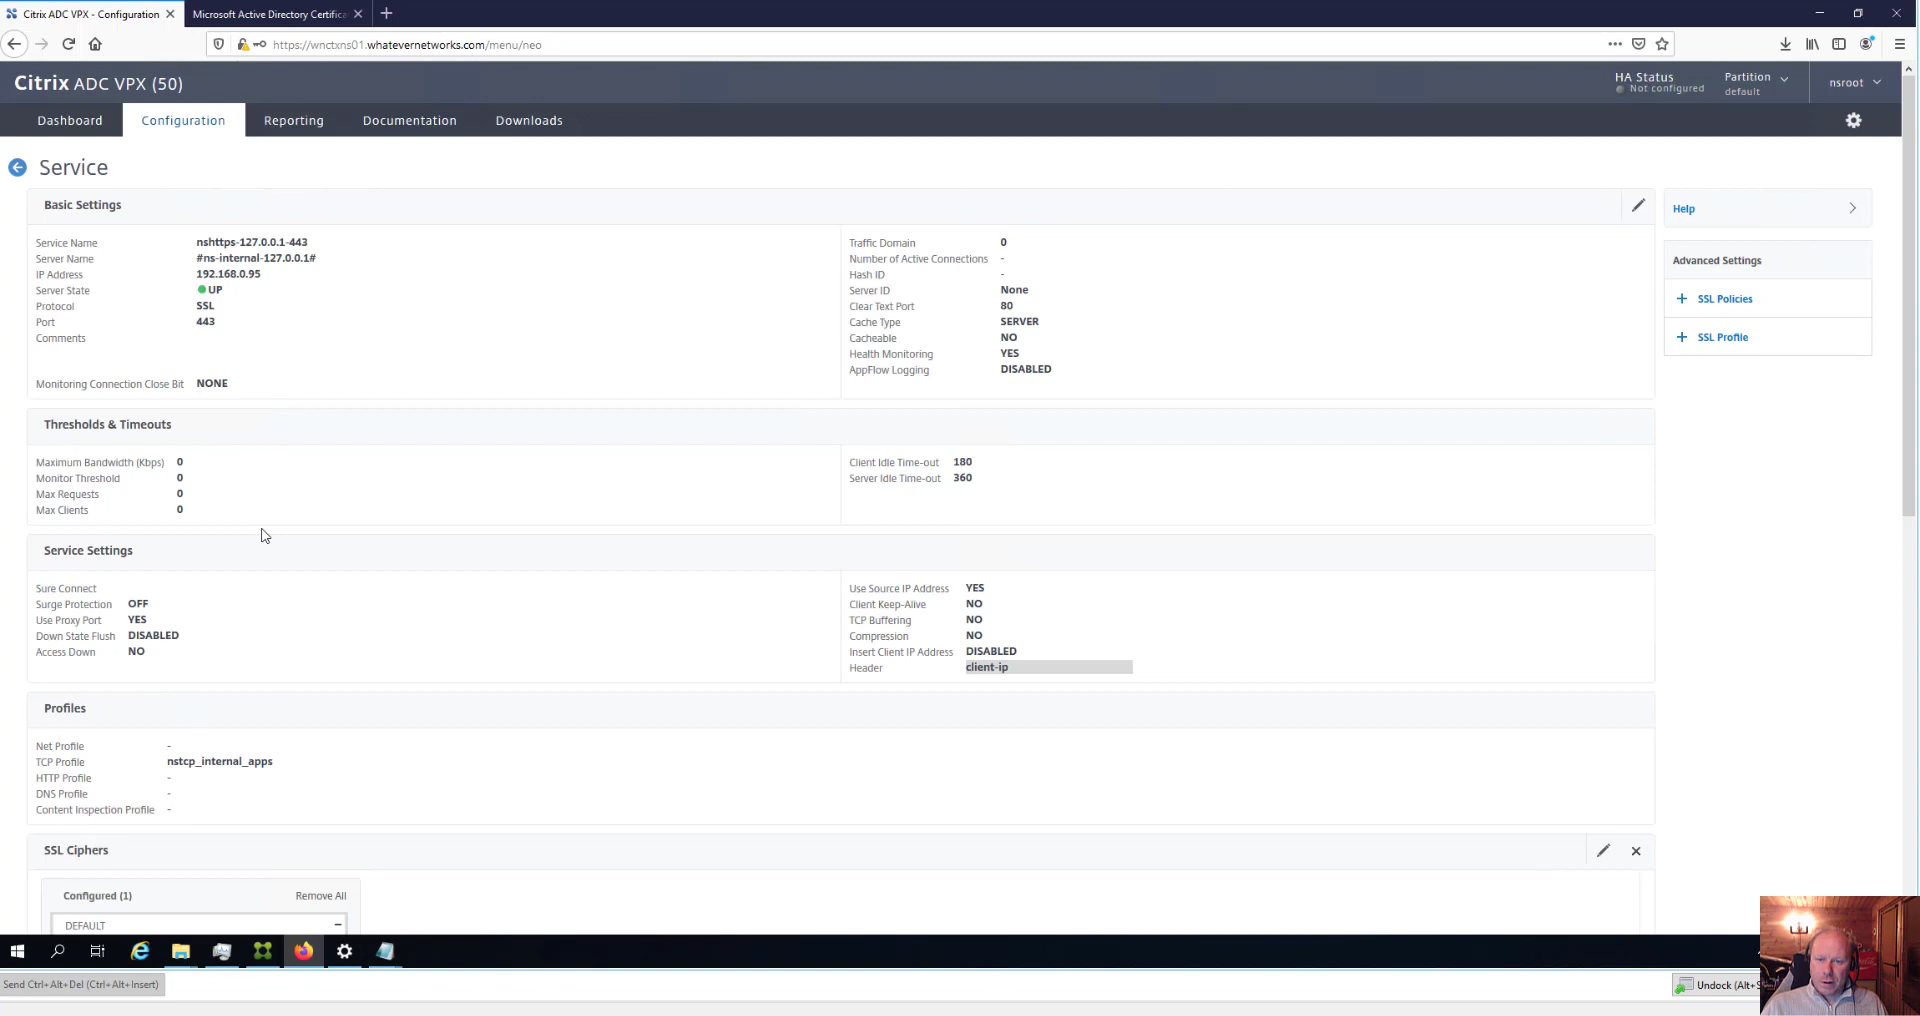 Citrix ADC VPX - Configuration
Microsoft Active Directory Certifica
https://wnctxns01.whatevernetworks.com/menu/neo
Citrix ADC VPX (50)
HA Status
Not configured
Partition
default
nsroot
Dashboard
Configuration
Reporting
Documentation
Downloads
Service
Basic Settings
Service Name nshttps-127.0.0.1-443
Server Name #ns-internal-127.0.0.1#
IP Address 192.168.0.95
Server State UP
Protocol SSL
Port 443
Comments
Monitoring Connection Close Bit NONE
Traffic Domain 0
Number of Active Connections -
Hash ID -
Server ID None
Clear Text Port 80
Cache Type SERVER
Cacheable NO
Health Monitoring YES
AppFlow Logging DISABLED
Help
Advanced Settings
+ SSL Policies
+ SSL Profile
Thresholds & Timeouts
Maximum Bandwidth (Kbps) 0
Monitor Threshold 0
Max Requests 0
Max Clients 0
Client Idle Time-out 180
Server Idle Time-out 360
Service Settings
Sure Connect
Surge Protection OFF
Use Proxy Port YES
Down State Flush DISABLED
Access Down NO
Use Source IP Address YES
Client Keep-Alive NO
TCP Buffering NO
Compression NO
Insert Client IP Address DISABLED
Header client-ip
Profiles
Net Profile -
TCP Profile nstcp_internal_apps
HTTP Profile -
DNS Profile -
Content Inspection Profile -
SSL Ciphers
Configured (1) Remove All
DEFAULT
Send Ctrl+Alt+Del (Ctrl+Alt+Insert)
Undock (Alt+S